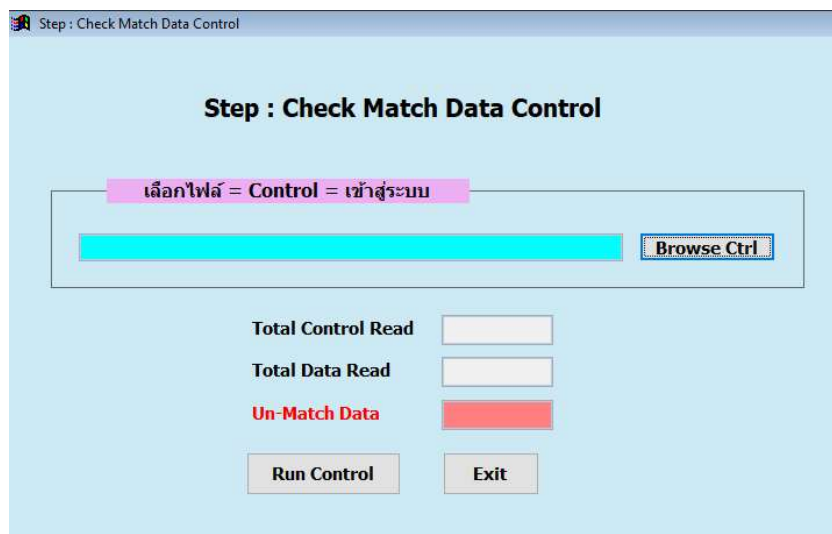 Step : Check Match Data Control
Step : Check Match Data Control
เลือกไฟล์ = Control = เข้าสู่ระบบ
Browse Ctrl
Total Control Read
Total Data Read
Un-Match Data
Run Control Exit